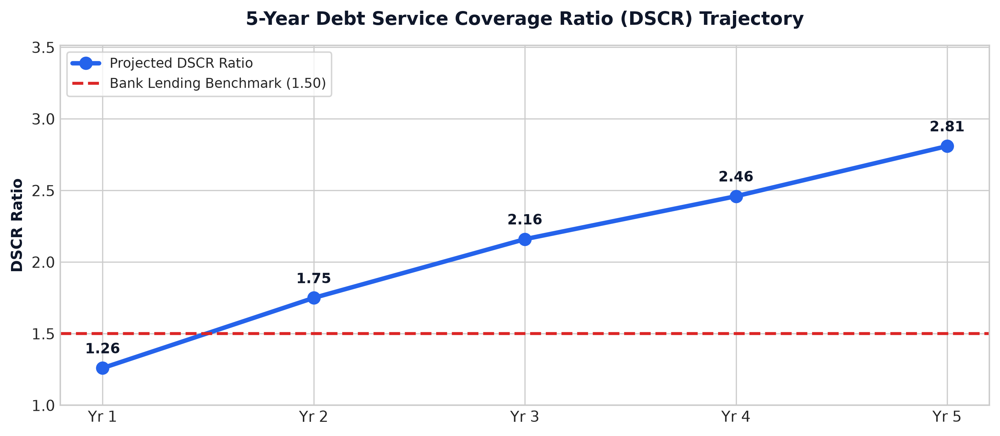 5-Year Debt Service Coverage Ratio (DSCR) Trajectory
3.5
3.0
2.5
2.0
1.5
1.0
DSCR Ratio
Projected DSCR Ratio
Bank Lending Benchmark (1.50)
1.26
1.75
2.16
2.46
2.81
Yr 1
Yr 2
Yr 3
Yr 4
Yr 5